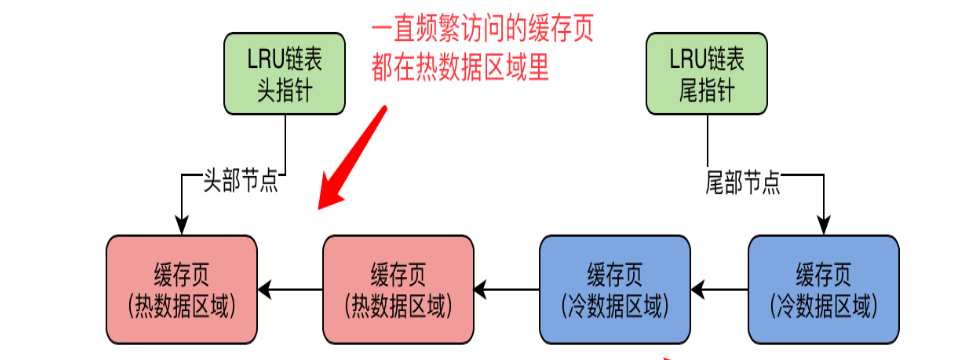 一直频繁访问的缓存页
都在热数据区域里
LRU链表
头指针
LRU链表
尾指针
头部节点
尾部节点
缓存页
(热数据区域)
缓存页
(热数据区域)
缓存页
(冷数据区域)
缓存页
(冷数据区域)